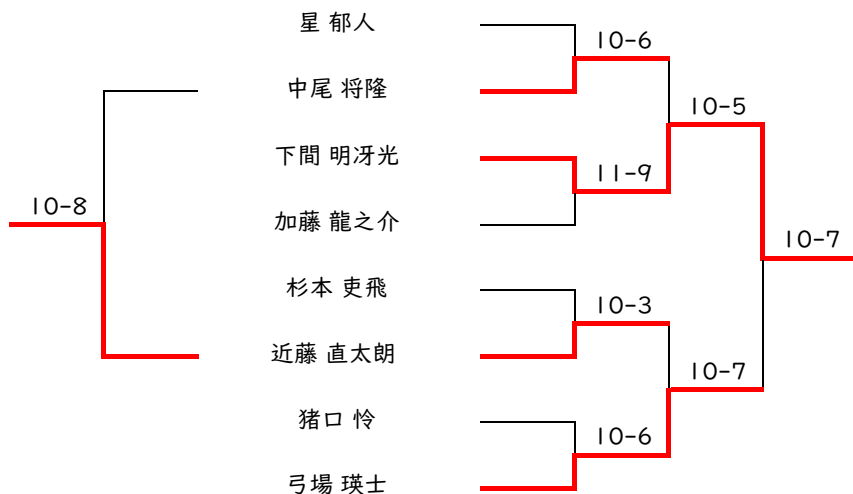 星 郁人
10-6
中尾 将隆
10-5
下間 明冴光
11-9
10-8
加藤 龍之介
10-7
杉本 吏飛
10-3
近藤 直太朗
10-7
猪口 怜
10-6
弓場 瑛士